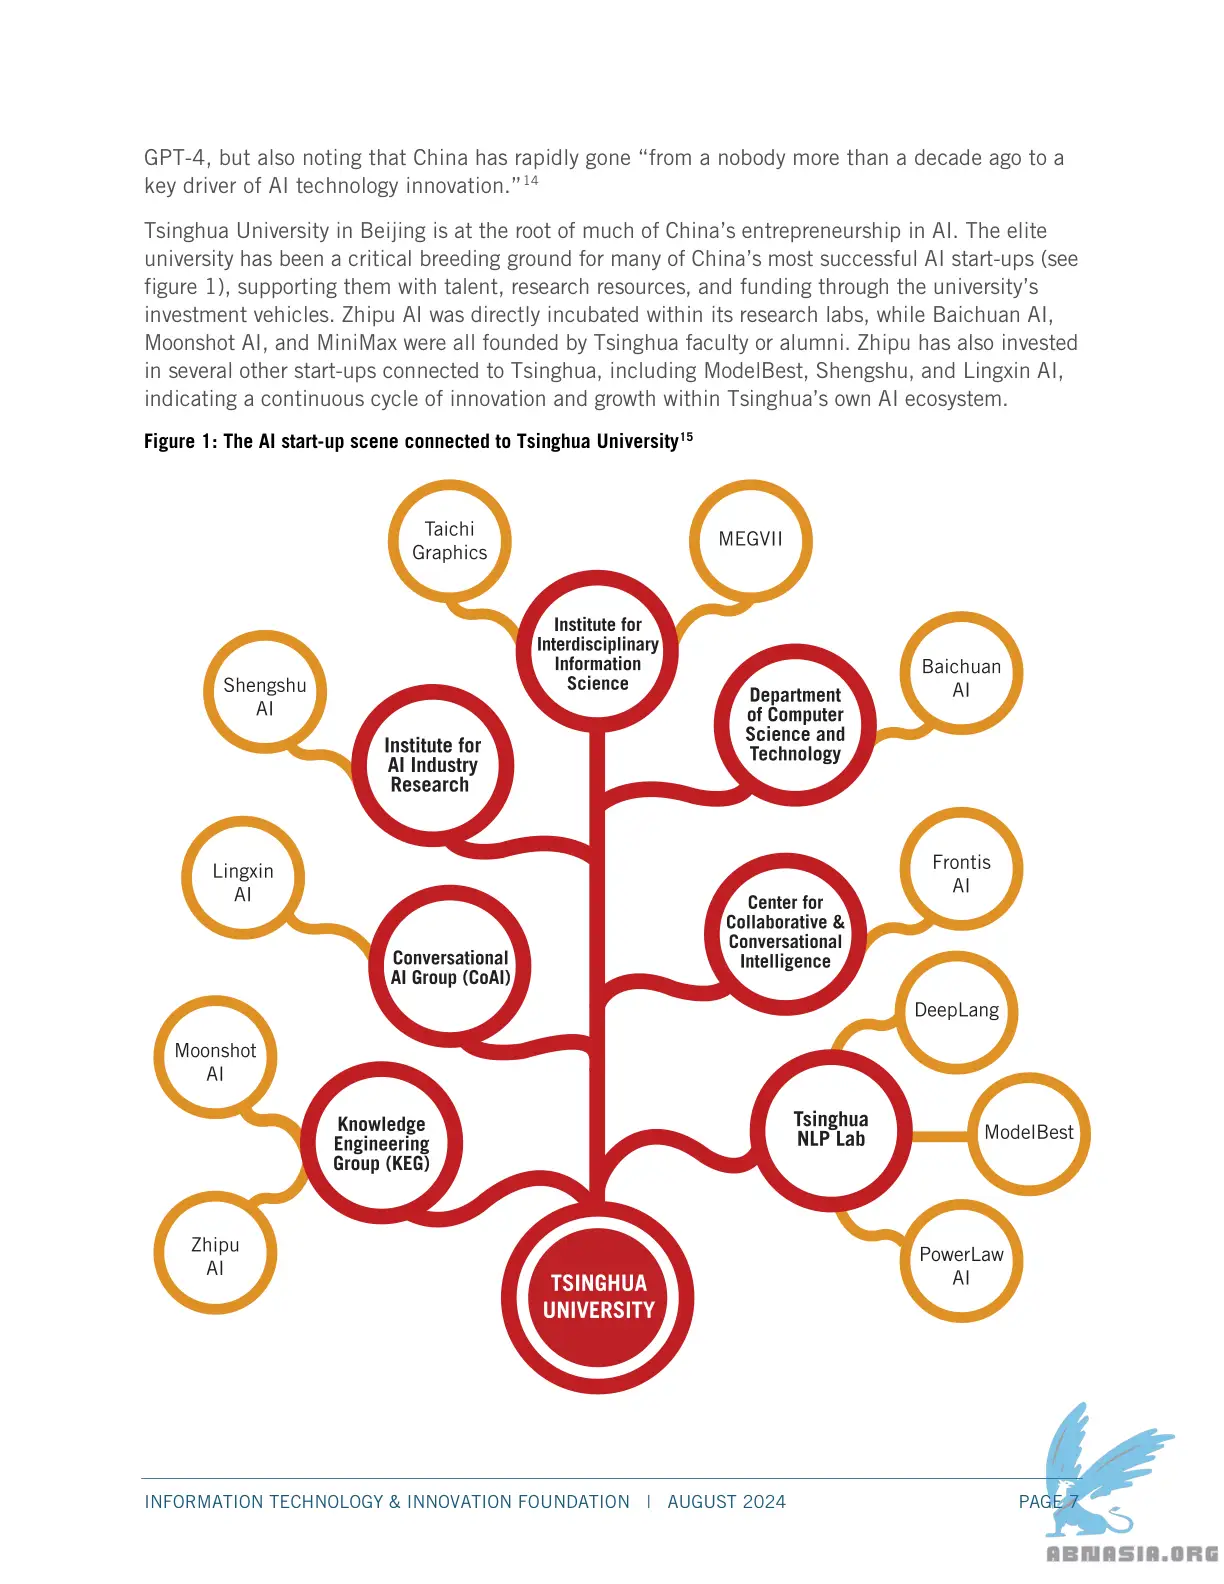 GPT-4, but also noting that China has rapidly gone “from a nobody more than a decade ago to a
key driver of AI technology innovation.”14
Tsinghua University in Beijing is at the root of much of China’s entrepreneurship in AI. The elite
university has been a critical breeding ground for many of China’s most successful AI start-ups (see
figure 1), supporting them with talent, research resources, and funding through the university’s
investment vehicles. Zhipu AI was directly incubated within its research labs, while Baichuan AI,
Moonshot AI, and MiniMax were all founded by Tsinghua faculty or alumni. Zhipu has also invested
in several other start-ups connected to Tsinghua, including ModelBest, Shengshu, and Lingxin AI,
indicating a continuous cycle of innovation and growth within Tsinghua’s own AI ecosystem.
Figure 1: The AI start-up scene connected to Tsinghua University15
Taichi
Graphics
MEGVII
Institute for
Interdisciplinary
Information
Science
Baichuan
AI
Shengshu
AI
Department
of Computer
Science and
Technology
Institute for
AI Industry
Research
Lingxin
AI
Frontis
AI
Center for
Collaborative &
Conversational
Intelligence
Conversational
AI Group (CoAI)
DeepLang
Moonshot
AI
Knowledge
Engineering
Group (KEG)
Tsinghua
NLP Lab
ModelBest
Zhipu
AI
PowerLaw
AI
TSINGHUA
UNIVERSITY
INFORMATION TECHNOLOGY & INNOVATION FOUNDATION | AUGUST 2024 PAGE 7
ABNASIA.ORG